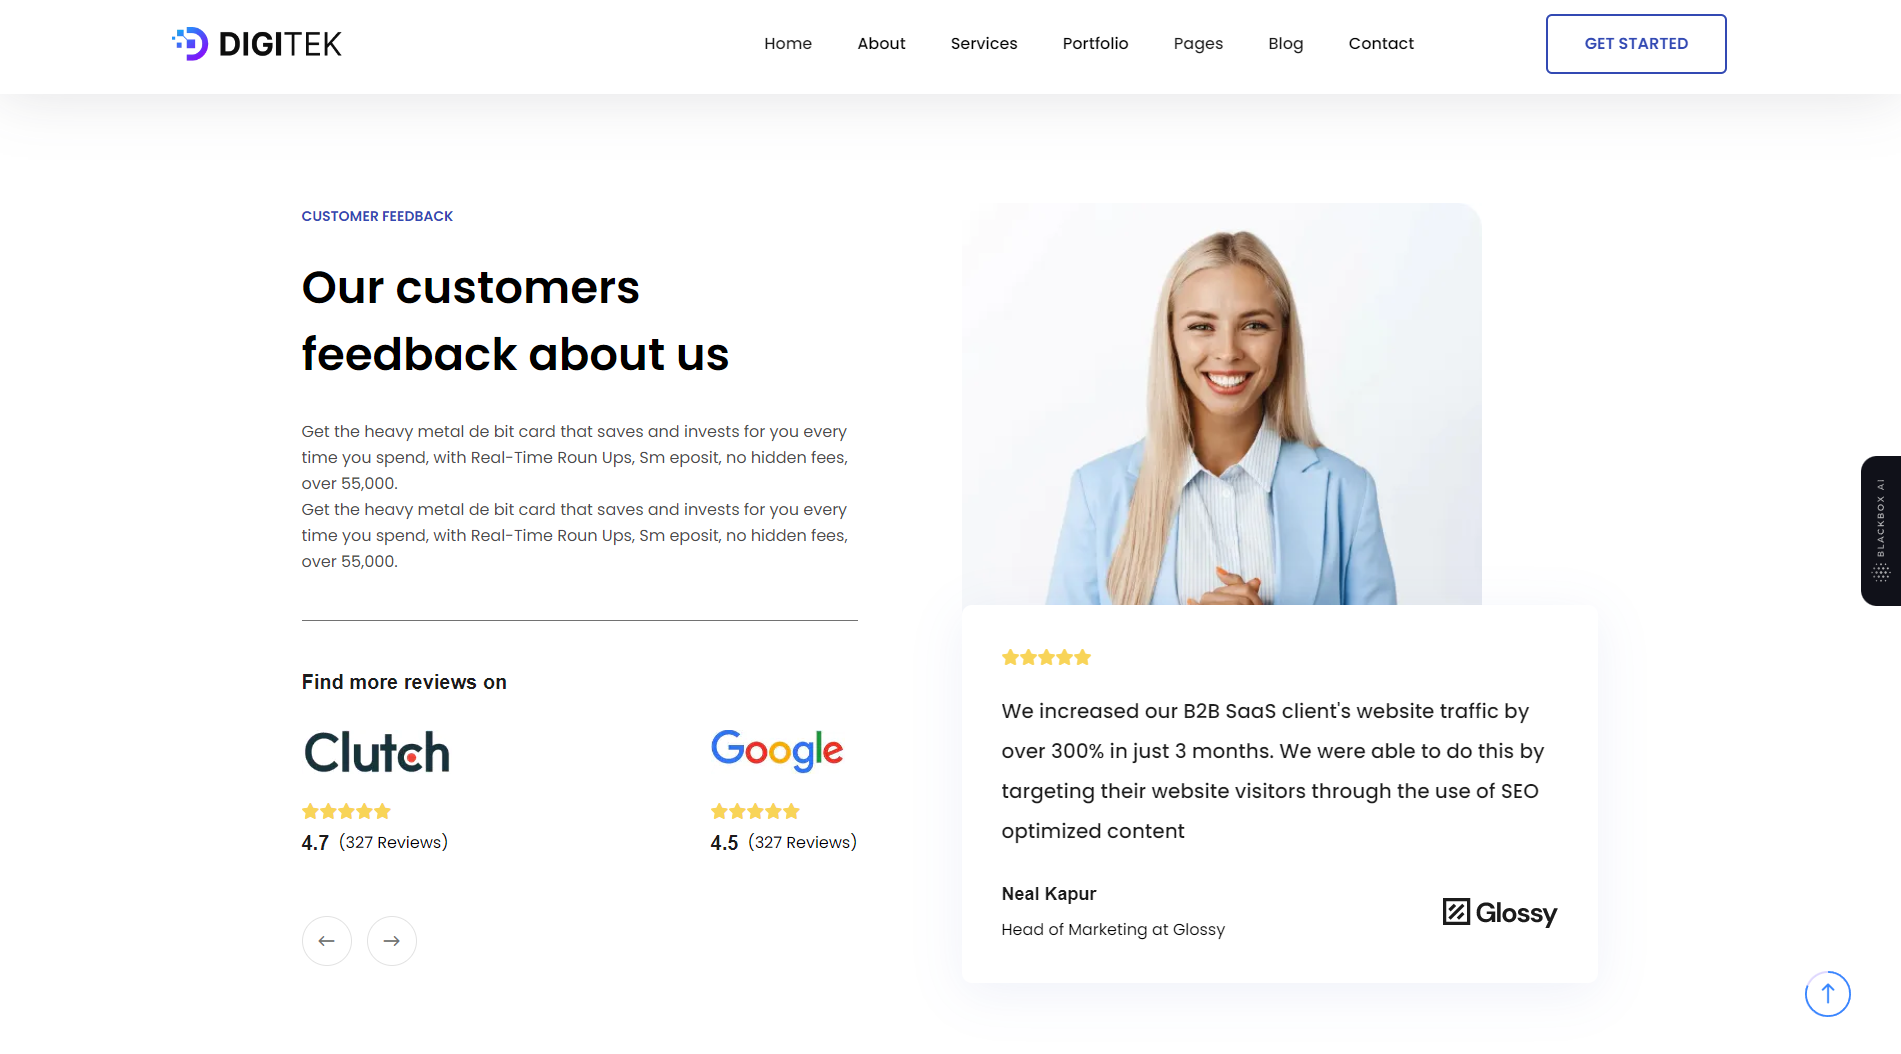 DIGITEK
Home About Services Portfolio Pages Blog Contact
GET STARTED
CUSTOMER FEEDBACK
Our customers
feedback about us
Get the heavy metal de bit card that saves and invests for you every
time you spend, with Real-Time Roun Ups, Sm eposit, no hidden fees,
over 55,000.
Get the heavy metal de bit card that saves and invests for you every
time you spend, with Real-Time Roun Ups, Sm eposit, no hidden fees,
over 55,000.
Find more reviews on
Clutch
4.7 (327 Reviews)
Google
4.5 (327 Reviews)
We increased our B2B SaaS client's website traffic by
over 300% in just 3 months. We were able to do this by
targeting their website visitors through the use of SEO
optimized content
Neal Kapur
Head of Marketing at Glossy
Glossy
BLACKBOX AI